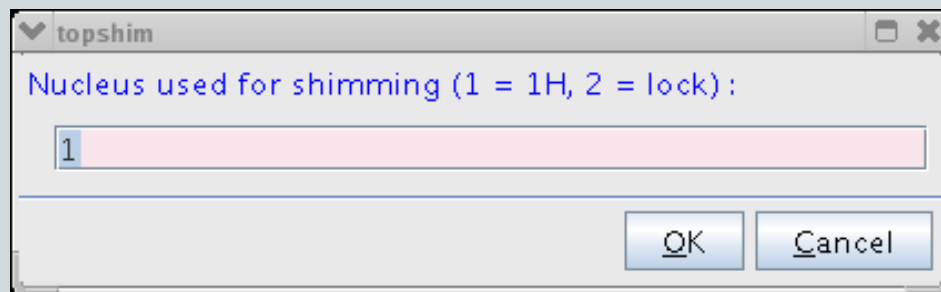 topshim
Nucleus used for shimming (1 = 1H, 2 = lock) :
1
OK Cancel